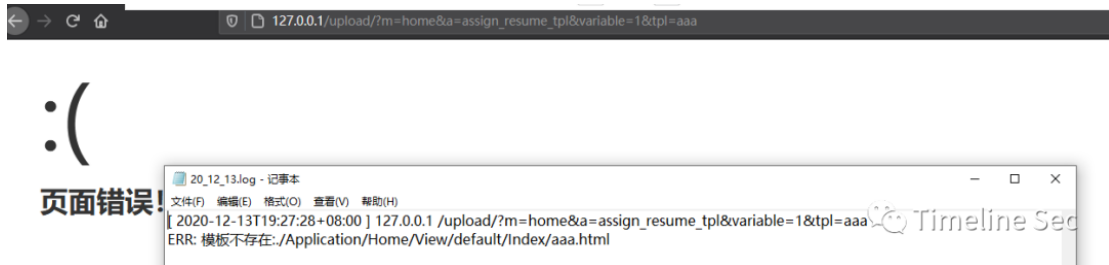 127.0.0.1/upload/?m=home&a=assign_resume_tpl&variable=1&tpl=aaa
:(
页面错误!
20_12_13.log - 记事本
文件(F) 编辑(E) 格式(O) 查看(V) 帮助(H)
[ 2020-12-13T19:27:28+08:00 ] 127.0.0.1 /upload/?m=home&a=assign_resume_tpl&variable=1&tpl=aaa
ERR: 模板不存在:./Application/Home/View/default/Index/aaa.html
Timeline Sec